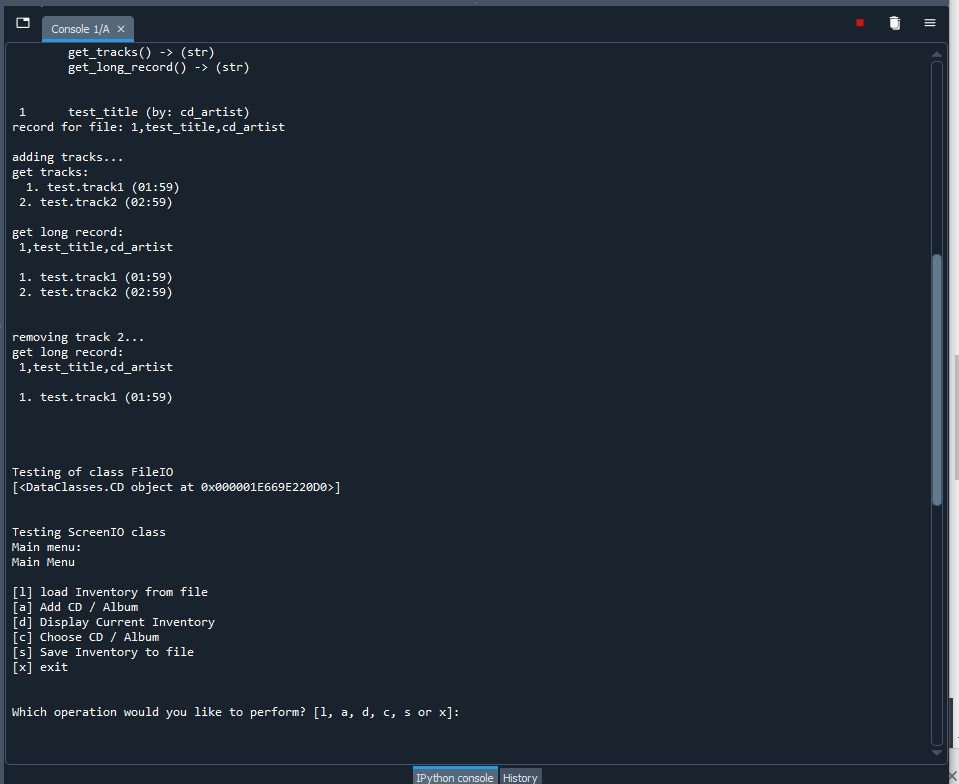 Console 1/A
get_tracks() -> (str)
get_long_record() -> (str)
1 test_title (by: cd_artist)
record for file: 1,test_title,cd_artist
adding tracks...
get tracks:
1. test.track1 (01:59)
2. test.track2 (02:59)
get long record:
1,test_title,cd_artist
1. test.track1 (01:59)
2. test.track2 (02:59)
removing track 2...
get long record:
1,test_title,cd_artist
1. test.track1 (01:59)
Testing of class FileIO
[<DataClasses.CD object at 0x000001E669E220D0>]
Testing ScreenIO class
Main menu:
Main Menu
[l] load Inventory from file
[a] Add CD / Album
[d] Display Current Inventory
[c] Choose CD / Album
[s] Save Inventory to file
[x] exit
Which operation would you like to perform? [l, a, d, c, s or x]:
IPython console History